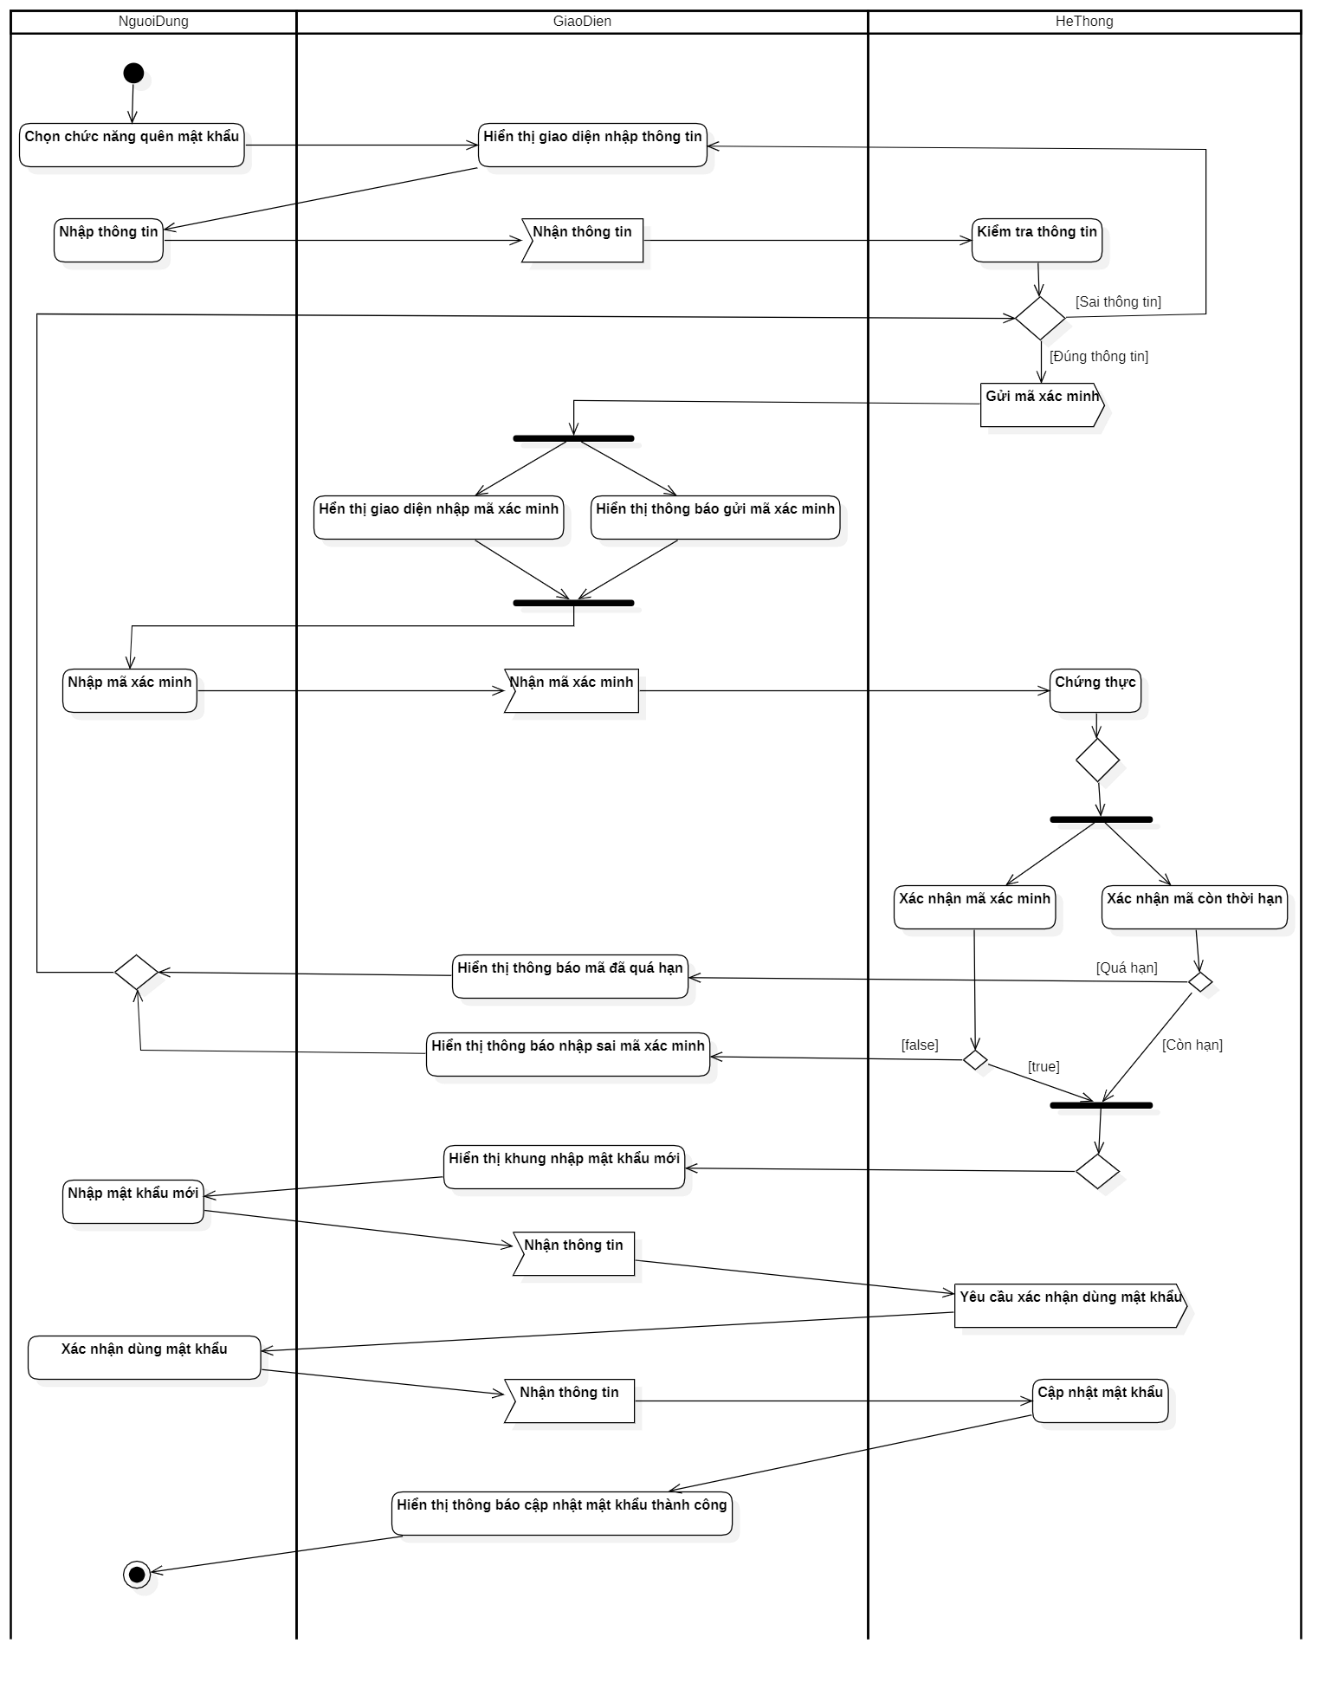 NguoiDung
GiaoDien
HeThong
Chọn chức năng quên mật khẩu
Hiển thị giao diện nhập thông tin
Nhập thông tin
Nhận thông tin
Kiểm tra thông tin
[Sai thông tin]
[Đúng thông tin]
Gửi mã xác minh
Hển thị giao diện nhập mã xác minh
Hiển thị thông báo gửi mã xác minh
Nhập mã xác minh
Nhận mã xác minh
Chứng thực
Xác nhận mã xác minh
Xác nhận mã còn thời hạn
Hiển thị thông báo mã đã quá hạn
[Quá hạn]
Hiển thị thông báo nhập sai mã xác minh
[false]
[true]
[Còn hạn]
Hiển thị khung nhập mật khẩu mới
Nhập mật khẩu mới
Nhận thông tin
Yêu cầu xác nhận dùng mật khẩu
Xác nhận dùng mật khẩu
Nhận thông tin
Cập nhật mật khẩu
Hiển thị thông báo cập nhật mật khẩu thành công